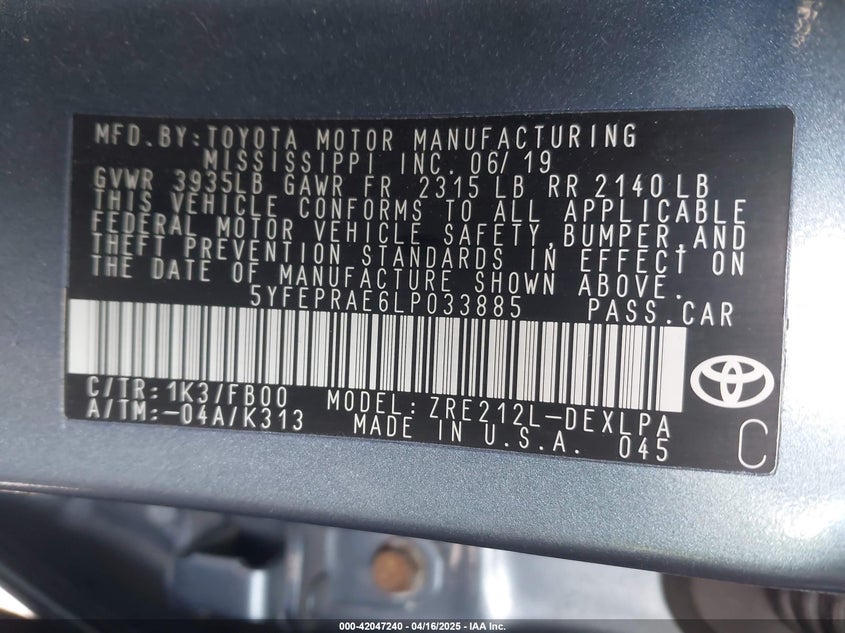 MFD.BY:TOYOTA MOTOR MANUFACTURING
MISSISSIPPI INC. 06/19
GVWR 3935LB GAWR FR 2315 LB RR 2140 LB
THIS VEHICLE CONFORMS TO ALL APPLICABLE
FEDERAL MOTOR VEHICLE SAFETY,BUMPER,AND
THEFT PREVENTION STANDARDS IN EFFECT ON
THE DATE OF MANUFACTURE SHOWN ABOVE.
5YFEPRAE6LP033885 PASS.CAR
C/TR:1K3/FB00 MODEL:ZRE212L-DEXLPA
A/TM:-04A/K313 MADE IN U.S.A. 045
C
000-42047240 - 04/16/2025 - IAA Inc.